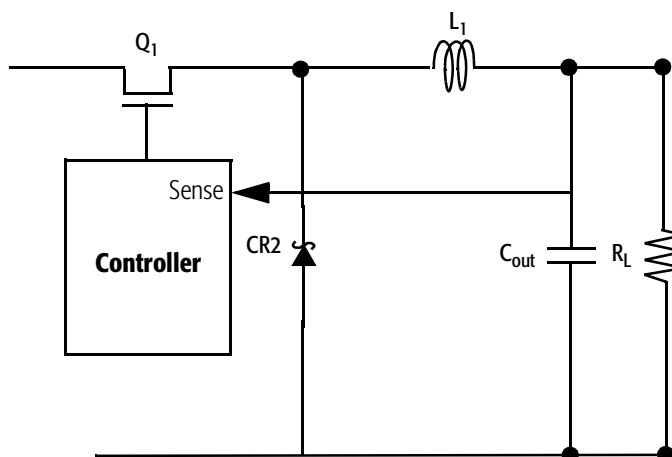 Q1
L1
Sense
Controller
CR2
Cout
RL